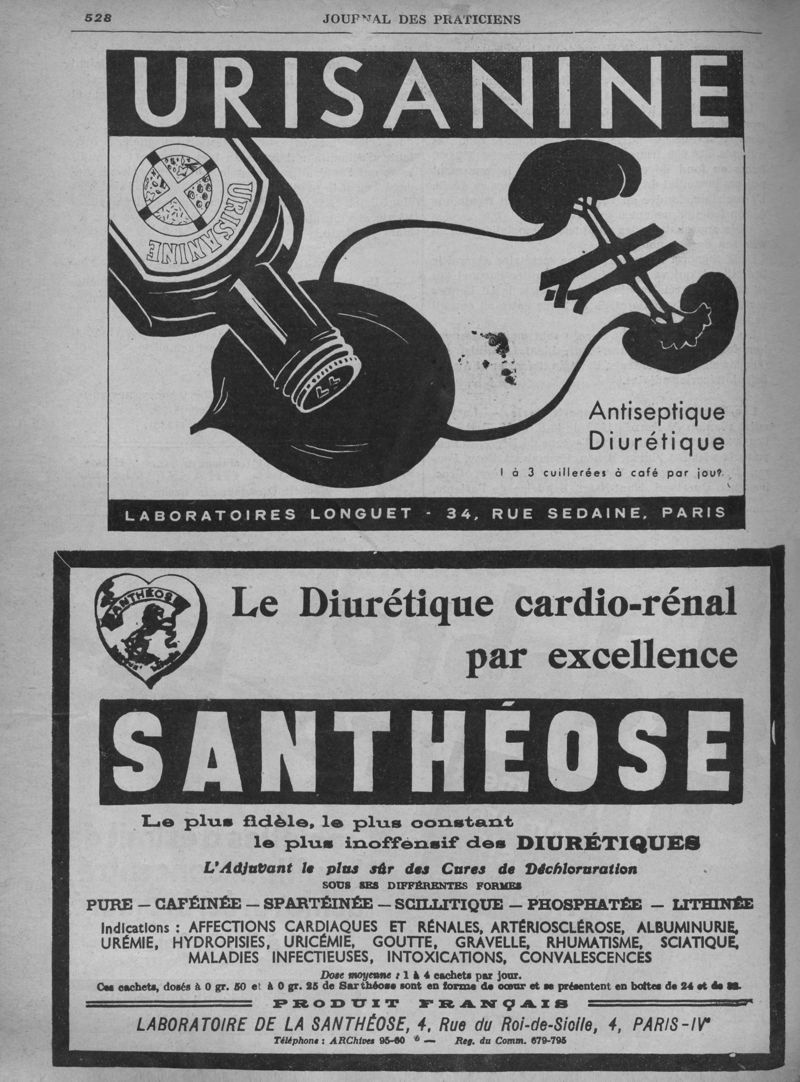 528
JOURNAL DES PRATICIENS
URISANINE
URISANINE
Antiseptique
Diurétique
1 à 3 cuillerées à café par jour.
LABORATOIRES LONGUET - 34, RUE SEDAINE, PARIS
SANTHÉOSE
Le Diurétique cardio-rénal
par excellence
SANTHÉOSE
Le plus fidèle, le plus constant
le plus inoffensif des DIURÉTIQUES
L'Adjuvant le plus sûr des Cures de Déchloruration
SOUS SES DIFFÉRENTES FORMES
PURE — CAFÉINÉE — SPARTÉINÉE — SCILLITIQUE — PHOSPHATÉE — LITHINÉE
Indications : AFFECTIONS CARDIAQUES ET RÉNALES, ARTÉRIOSCLÉROSE, ALBUMINURIE,
URÉMIE, HYDROPISIES, URICÉMIE, GOUTTE, GRAVELLE, RHUMATISME, SCIATIQUE,
MALADIES INFECTIEUSES, INTOXICATIONS, CONVALESCENCES
Dose moyenne : 1 à 4 cachets par jour.
Ces cachets, dosés à 0 gr. 50 et à 0 gr. 25 de Santhéose sont en forme de cœur et se présentent en boîtes de 24 et de
PRODUIT FRANÇAIS
LABORATOIRE DE LA SANTHÉOSE, 4, Rue du Roi-de-Sicile, 4, PARIS-IVe
Téléphone : ARChives 95-60 — Reg. du Comm. 679-795